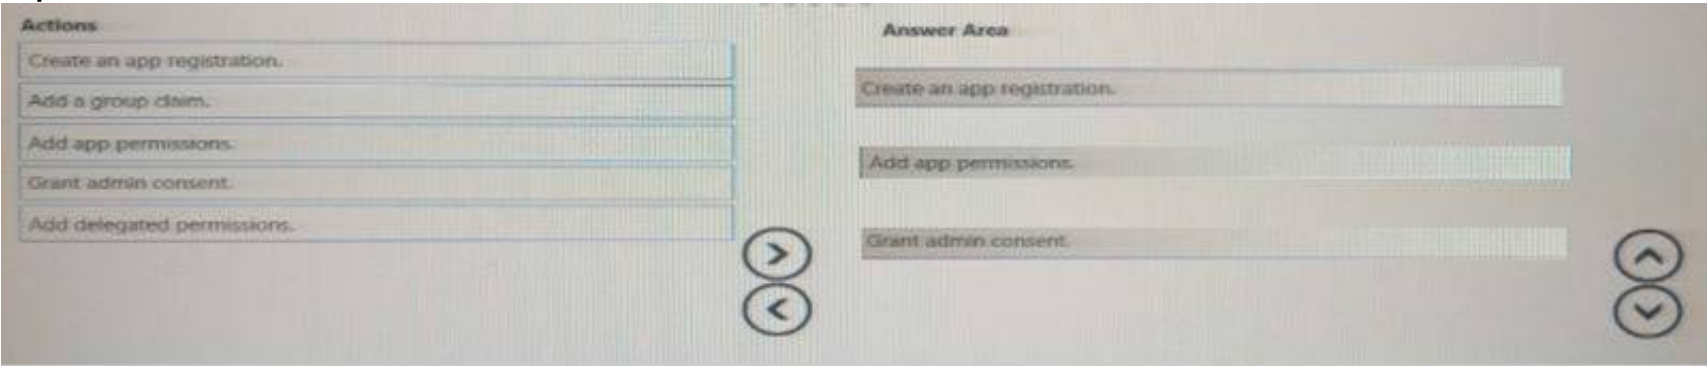 Actions
Create an app registration.
Add a group claim.
Add app permissions.
Grant admin consent.
Add delegated permissions.
Answer Area
Create an app registration.
Add app permissions.
Grant admin consent.